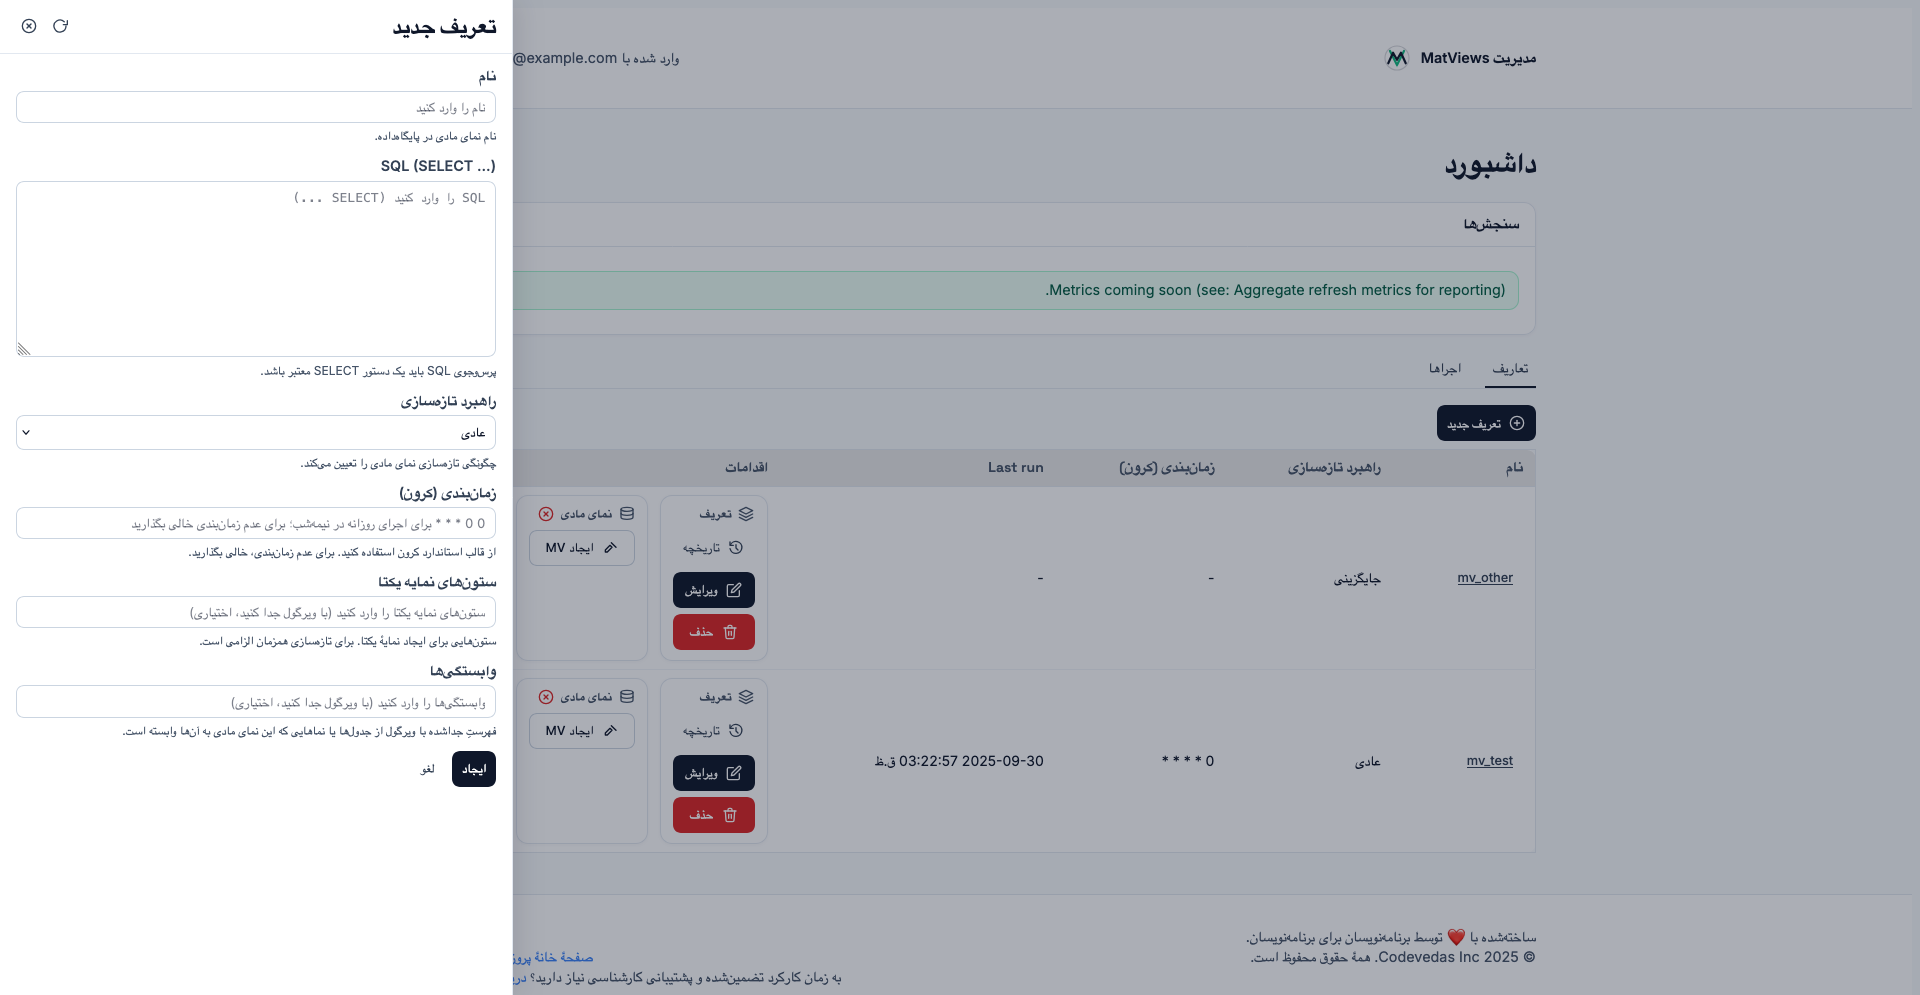 تعریف جدید
نام
نام را وارد کنید
نام نمای مادی در پایگاه‌داده.
SQL (SELECT ...)
SQL را وارد کنید (SELECT ...)
پرس‌وجوی SQL باید یک دستور SELECT معتبر باشد.
راهبرد تازه‌سازی
عادی
چگونگی تازه‌سازی نمای مادی را تعیین می‌کند.
زمان‌بندی (کرون)
0 0 * * * برای اجرای روزانه در نیمه‌شب؛ برای عدم زمان‌بندی خالی بگذارید
از قالب استاندارد کرون استفاده کنید. برای عدم زمان‌بندی، خالی بگذارید.
ستون‌های نمایه یکتا
ستون‌های نمایه یکتا را وارد کنید (با ویرگول جدا کنید، اختیاری)
ستون‌هایی برای ایجاد نمایهٔ یکتا. برای تازه‌سازی همزمان الزامی است.
وابستگی‌ها
وابستگی‌ها را وارد کنید (با ویرگول جدا کنید، اختیاری)
فهرستِ جداشده با ویرگول از جدول‌ها یا نماهایی که این نمای مادی به آن‌ها وابسته است.
ایجاد
لغو
مدیریت MatViews
وارد شده با @example.com
داشبورد
سنجش‌ها
Metrics coming soon (see: Aggregate refresh metrics for reporting).
تعاریف
اجراها
تعریف جدید
نام
راهبرد تازه‌سازی
زمان‌بندی (کرون)
Last run
اقدامات
mv_other
جایگزینی
-
-
تعریف
تاریخچه
ویرایش
حذف
نمای مادی
ایجاد MV
mv_test
عادی
0 * * * *
2025-09-30 03:22:57 ق.ظ
تعریف
تاریخچه
ویرایش
حذف
نمای مادی
ایجاد MV
ساخته‌شده با ❤️ توسط برنامه‌نویسان برای برنامه‌نویسان.
© 2025 Codevedas Inc. همهٔ حقوق محفوظ است.
صفحهٔ خانهٔ
به زمان کارکرد تضمین‌شده و پشتیبانی کارشناسی نیاز دارید؟